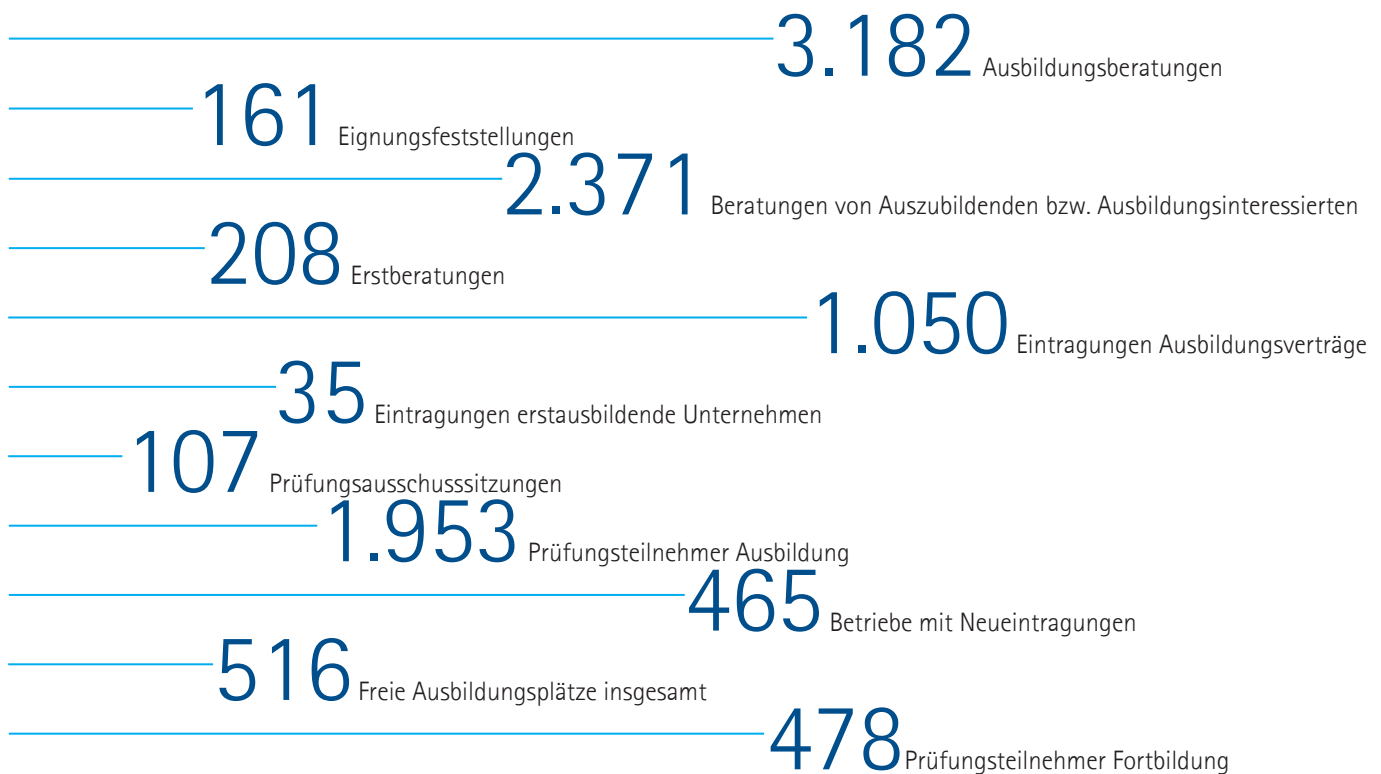 3.182 Ausbildungsberatungen
161 Eignungsfeststellungen
2.371 Beratungen von Auszubildenden bzw. Ausbildungsinteressierten
208 Erstberatungen
1.050 Eintragungen Ausbildungsverträge
35 Eintragungen erstausbildende Unternehmen
107 Prüfungsausschusssitzungen
1.953 Prüfungsteilnehmer Ausbildung
465 Betriebe mit Neueintragungen
516 Freie Ausbildungsplätze insgesamt
478 Prüfungsteilnehmer Fortbildung